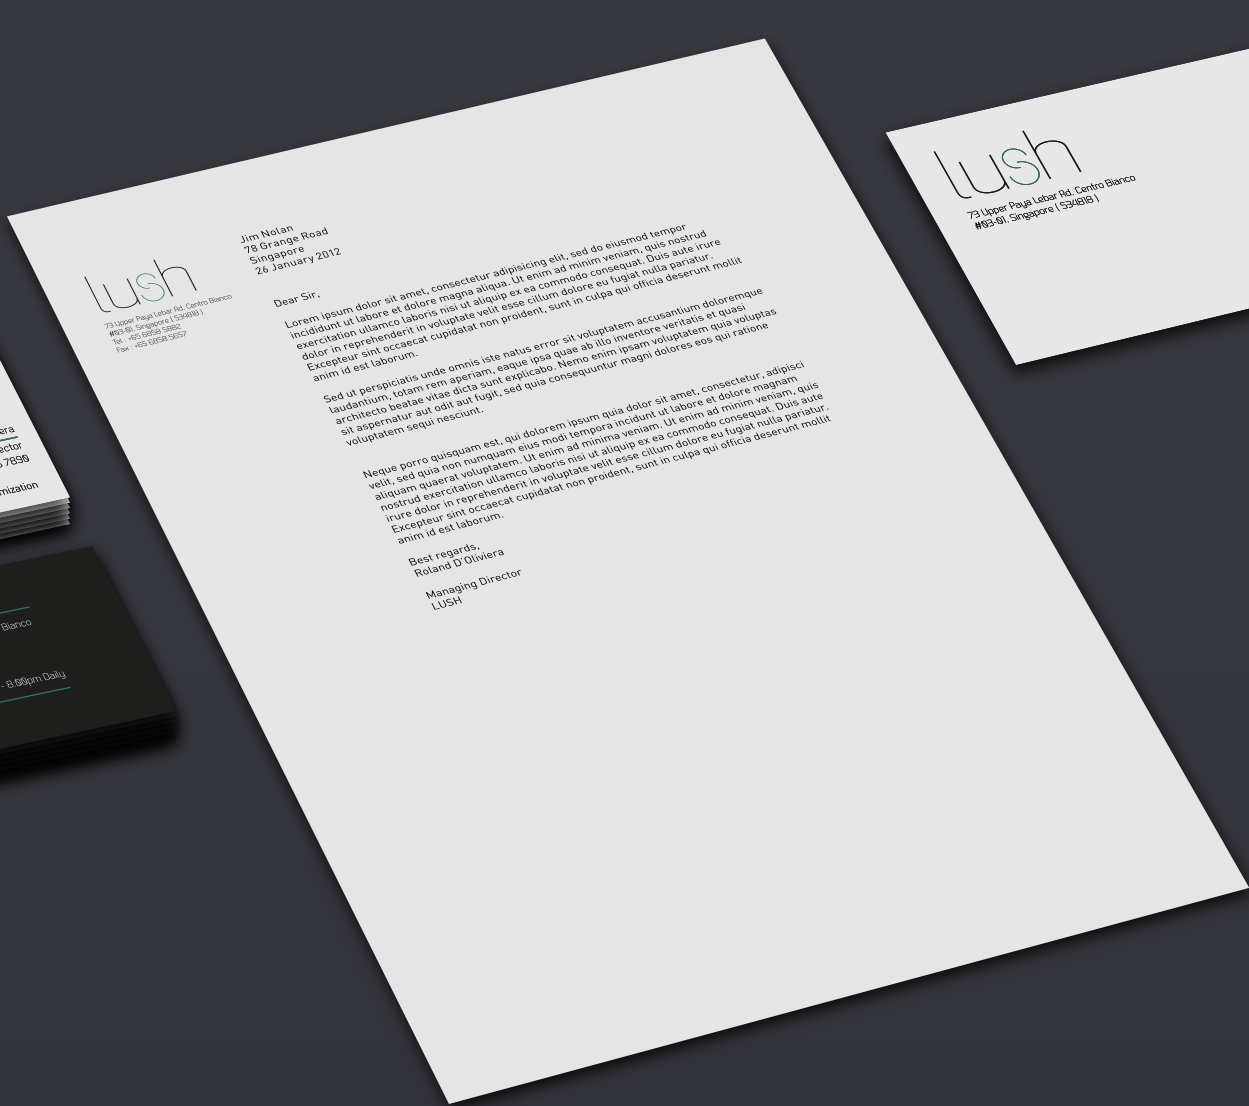 lush
73 Upper Paya Lebar Rd, Centro Bianco
#03-01, Singapore ( 534818 )
Tel : +65 6858 5882
Fax : +65 6858 5657
Jim Nolan
78 Grange Road
Singapore
26 January 2012
Dear Sir,
Lorem ipsum dolor sit amet, consectetur adipisicing elit, sed do eiusmod tempor
incididunt ut labore et dolore magna aliqua. Ut enim ad minim veniam, quis nostrud
exercitation ullamco laboris nisi ut aliquip ex ea commodo consequat. Duis aute irure
dolor in reprehenderit in voluptate velit esse cillum dolore eu fugiat nulla pariatur.
Excepteur sint occaecat cupidatat non proident, sunt in culpa qui officia deserunt mollit
anim id est laborum.
Sed ut perspiciatis unde omnis iste natus error sit voluptatem accusantium doloremque
laudantium, totam rem aperiam, eaque ipsa quae ab illo inventore veritatis et quasi
architecto beatae vitae dicta sunt explicabo. Nemo enim ipsam voluptatem quia voluptas
sit aspernatur aut odit aut fugit, sed quia consequuntur magni dolores eos qui ratione
voluptatem sequi nesciunt.
Neque porro quisquam est, qui dolorem ipsum quia dolor sit amet, consectetur, adipisci
velit, sed quia non numquam eius modi tempora incidunt ut labore et dolore magnam
aliquam quaerat voluptatem. Ut enim ad minima veniam. Ut enim ad minim veniam, quis
nostrud exercitation ullamco laboris nisi ut aliquip ex ea commodo consequat. Duis aute
irure dolor in reprehenderit in voluptate velit esse cillum dolore eu fugiat nulla pariatur.
Excepteur sint occaecat cupidatat non proident, sunt in culpa qui officia deserunt mollit
anim id est laborum.
Best regards,
Roland D'Oliviera
Managing Director
LUSH
lush
73 Upper Paya Lebar Rd, Centro Bianco
#03-01, Singapore ( 534818 )
era
ector
7890
mization
Bianco
- 8:00pm Daily